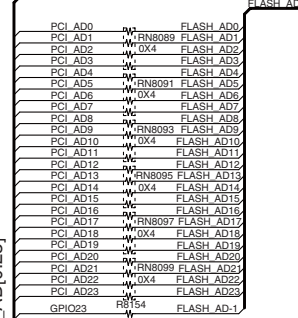 FLASH_AD
PCI_AD0 FLASH_AD0
PCI_AD1 RN8089 FLASH_AD1
PCI_AD2 0X4 FLASH_AD2
PCI_AD3 FLASH_AD3
PCI_AD4 FLASH_AD4
PCI_AD5 RN8091 FLASH_AD5
PCI_AD6 0X4 FLASH_AD6
PCI_AD7 FLASH_AD7
PCI_AD8 FLASH_AD8
PCI_AD9 RN8093 FLASH_AD9
PCI_AD10 0X4 FLASH_AD10
PCI_AD11 FLASH_AD11
PCI_AD12 FLASH_AD12
PCI_AD13 RN8095 FLASH_AD13
PCI_AD14 0X4 FLASH_AD14
PCI_AD15 FLASH_AD15
PCI_AD16 FLASH_AD16
PCI_AD17 RN8097 FLASH_AD17
PCI_AD18 0X4 FLASH_AD18
PCI_AD19 FLASH_AD19
PCI_AD20 FLASH_AD20
PCI_AD21 RN8099 FLASH_AD21
PCI_AD22 0X4 FLASH_AD22
PCI_AD23 FLASH_AD23
R8154
GPIO23 FLASH_AD-1